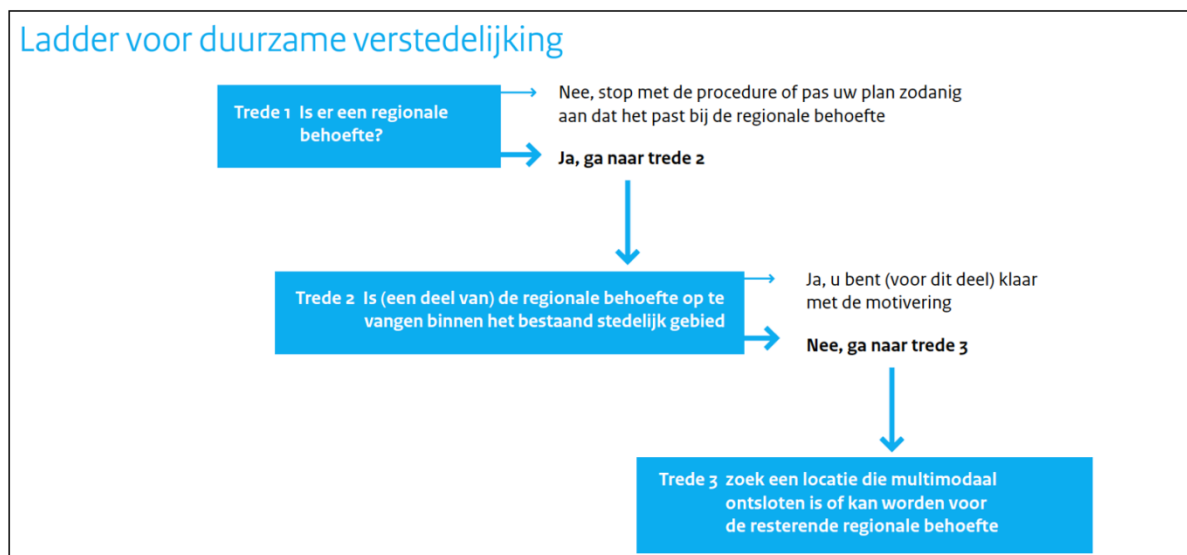 Ladder voor duurzame verstedelijking
Trede 1 Is er een regionale
behoefte?
Nee, stop met de procedure of pas uw plan zodanig
aan dat het past bij de regionale behoefte
Ja, ga naar trede 2
Trede 2 Is (een deel van) de regionale behoefte op te
vangen binnen het bestaand stedelijk gebied
Ja, u bent (voor dit deel) klaar
met de motivering
Nee, ga naar trede 3
Trede 3 zoek een locatie die multimodaal
ontsloten is of kan worden voor
de resterende regionale behoefte